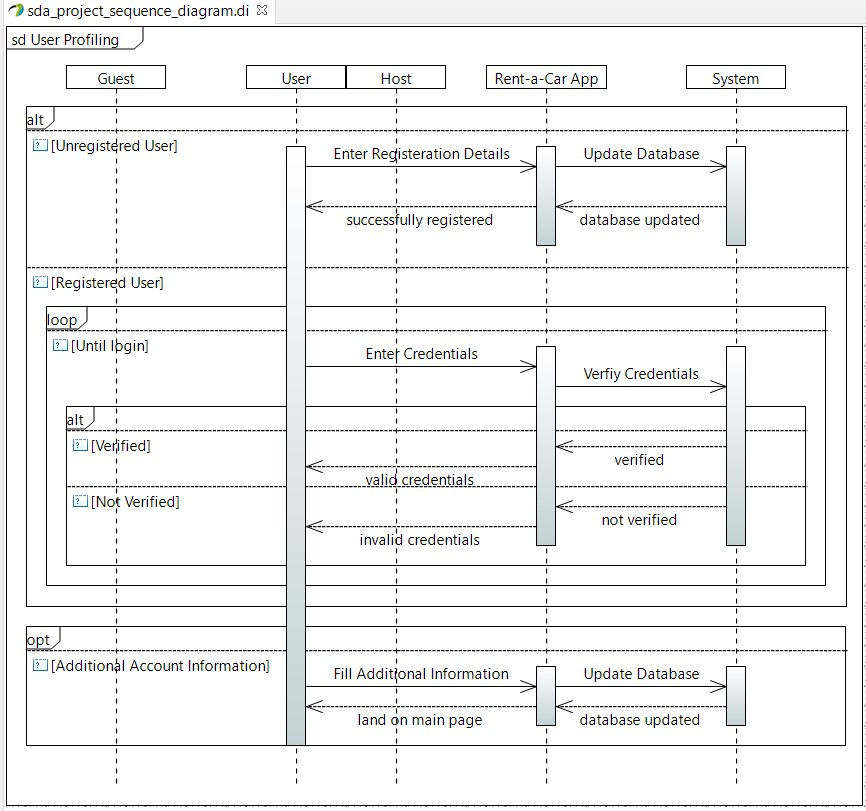 sda_project_sequence_diagram.di
sd User Profiling
Guest
User
Host
Rent-a-Car App
System
alt
[Unregistered User]
Enter Registeration Details
Update Database
successfully registered
database updated
[Registered User]
loop
[Until login]
Enter Credentials
Verfiy Credentials
alt
[Verified]
verified
valid credentials
[Not Verified]
not verified
invalid credentials
opt
[Additional Account Information]
Fill Additional Information
Update Database
land on main page
database updated